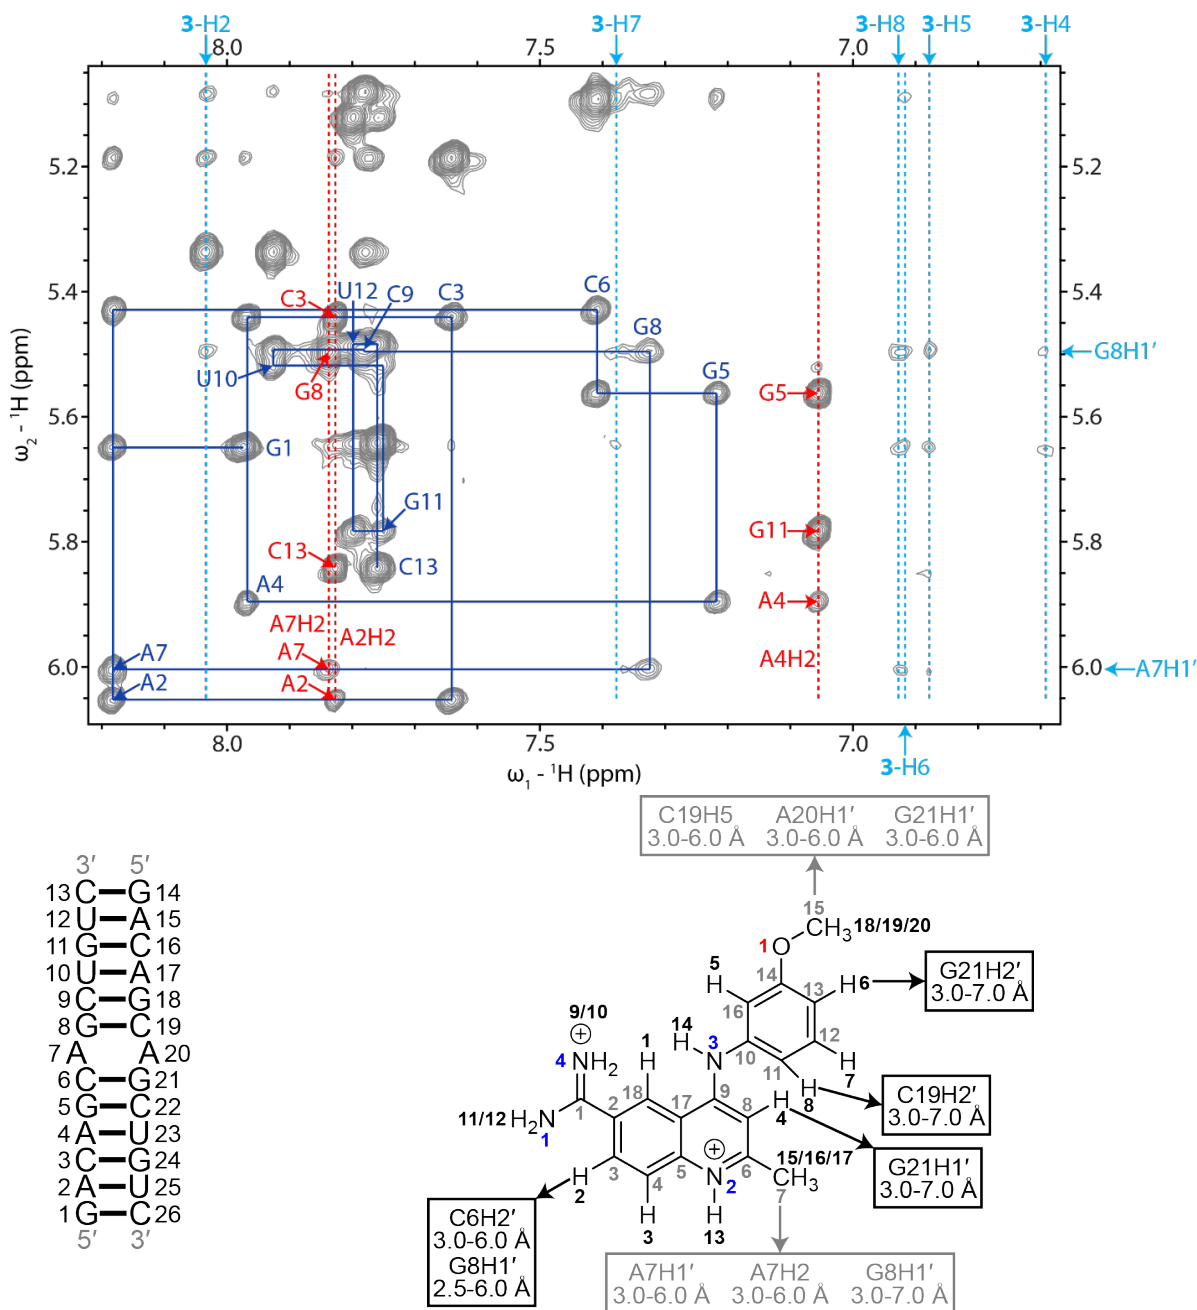 3-H2
3-H7
3-H8
3-H5
3-H4
8.0
7.5
7.0
5.2
5.2
5.4
5.4
5.6
5.6
5.8
5.8
6.0
6.0
C3
U12
C9
C3
C6
G8
G8H1′
U10
G8
G5
G5
G1
G11
G11
C13
C13
A4
A4
A7H2
A2H2
A4H2
A7
A7
A7H1′
A2
A2
8.0
7.5
7.0
3-H6
ω1 - 1H (ppm)
ω2 - 1H (ppm)
C19H5 A20H1′ G21H1′
3.0-6.0 Å 3.0-6.0 Å 3.0-6.0 Å
3′ 5′
13 C G 14
12 U A 15
11 G C 16
10 U A 17
9 C G 18
8 G C 19
7 A A 20
6 C G 21
5 G C 22
4 A U 23
3 C G 24
2 A U 25
1 G C 26
5′ 3′
15
1 O CH3 18/19/20
5 14
H 13 H 6
G21H2′
3.0-7.0 Å
16
9/10 14 12
⊕ 1 H 3 10
4 NH2 H N 11 H
7
18 9 H
8
C19H2′
3.0-7.0 Å
11/12 H2N 1 2 17 8 H
1 4
⊕ 15/16/17
G21H1′
3.0-7.0 Å
3 5 6 CH3
H 4 N 2 7
2
H H
3 13
C6H2′
3.0-6.0 Å
G8H1′
2.5-6.0 Å
A7H1′ A7H2 G8H1′
3.0-6.0 Å 3.0-6.0 Å 3.0-7.0 Å